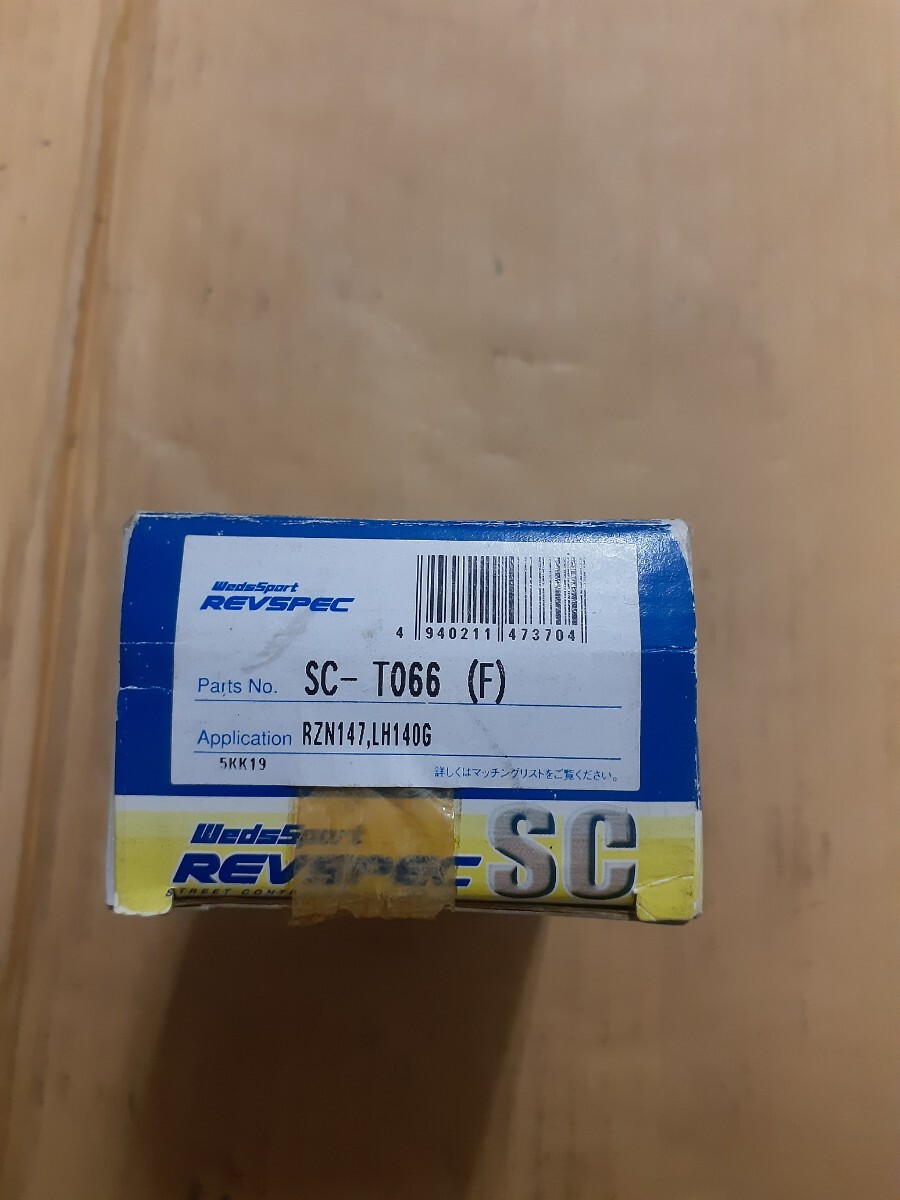 WedsSport
REVSPEC
4 940211 473704
Parts No. SC- T066 (F)
Application RZN147,LH140G
5KK19
詳しくはマッチングリストをご覧ください。
WedsSport
REVSPEC SC
STREET